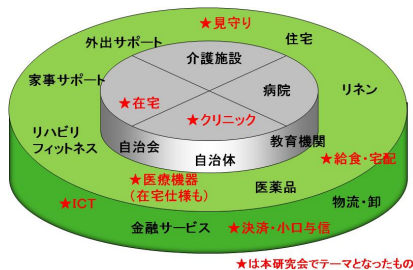 ★見守り
外出サポート
住宅
介護施設
家事サポート
病院
リネン
★在宅
★クリニック
リハビリ
フィットネス
自治会
教育機関
自治体
★給食・宅配
★医療機器
(在宅仕様も)
医薬品
★ICT
物流・卸
金融サービス
★決済・小口与信
★は本研究会でテーマとなったもの